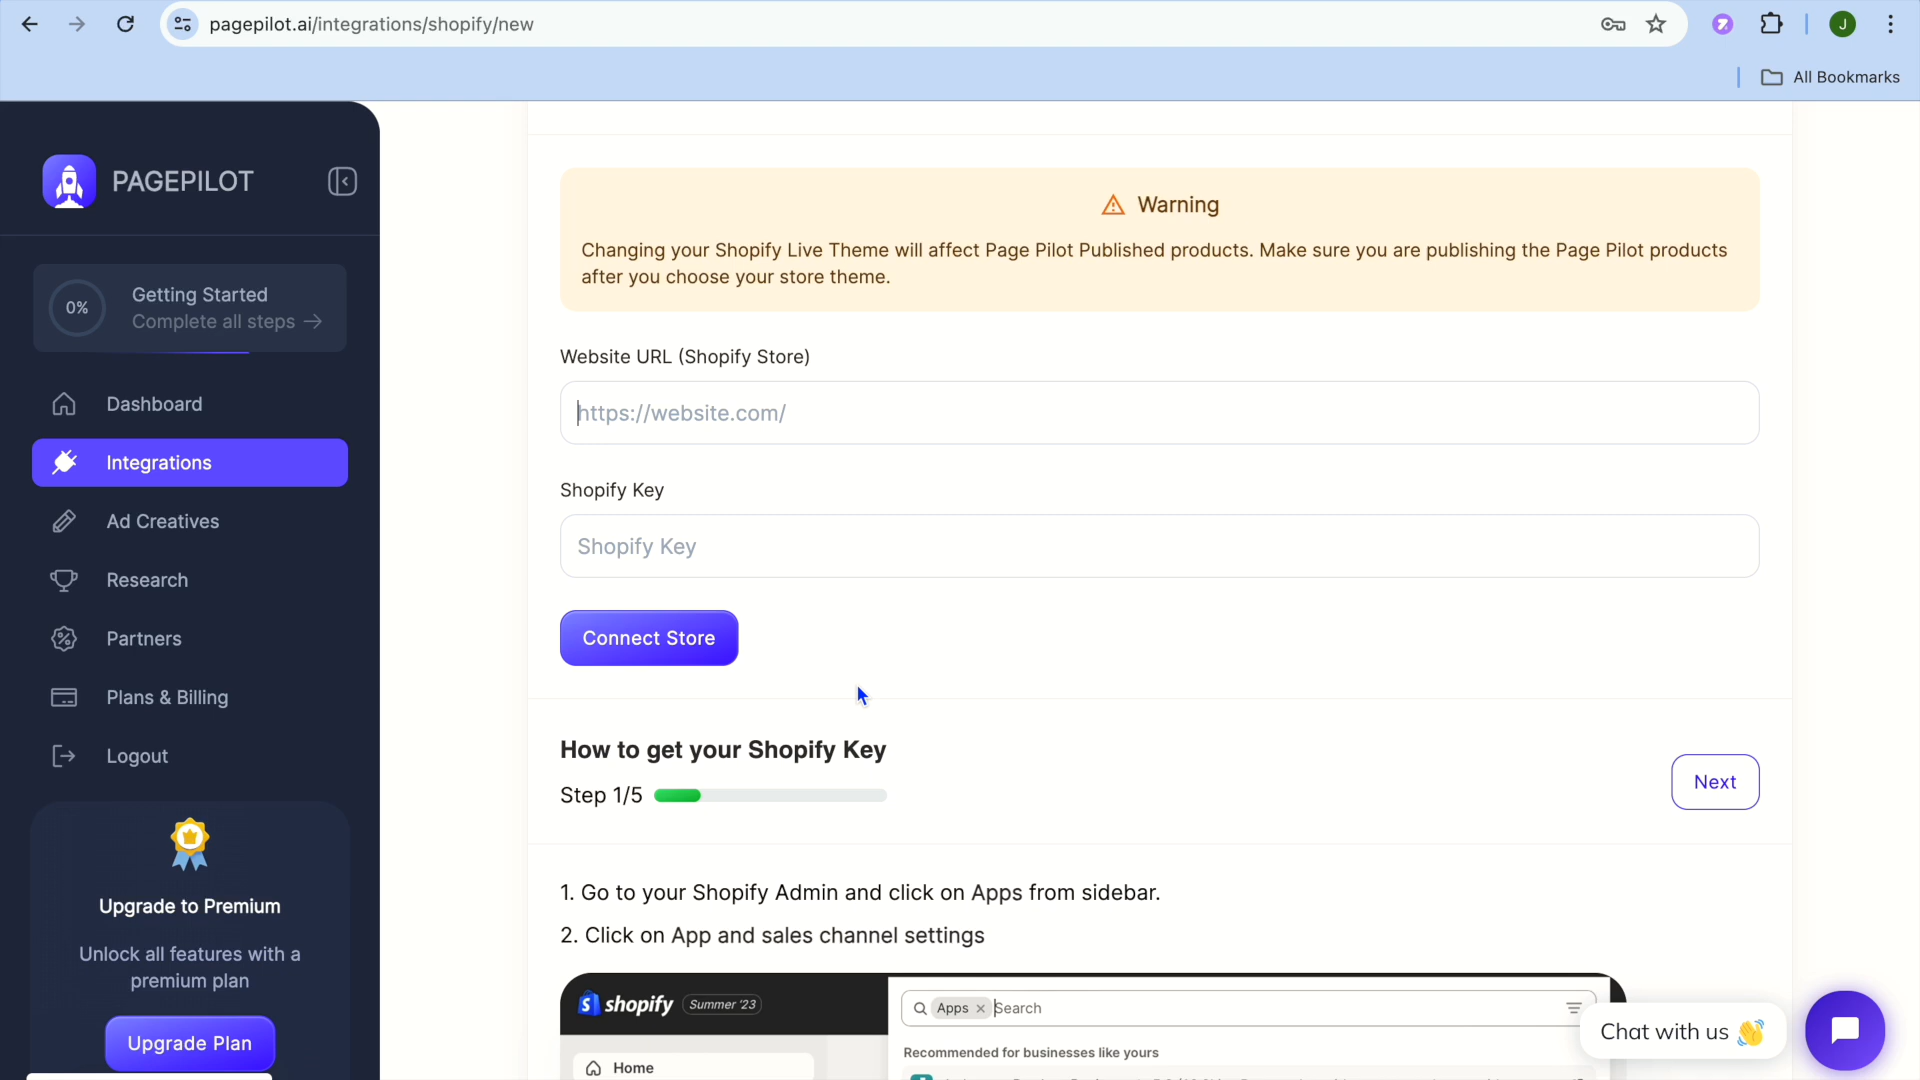 pagepilot.ai/integrations/shopify/new
J
All Bookmarks
PAGEPILOT
0%
Getting Started
Complete all steps →
Dashboard
Integrations
Ad Creatives
Research
Partners
Plans & Billing
Logout
Upgrade to Premium
Unlock all features with a
premium plan
Upgrade Plan
Warning
Changing your Shopify Live Theme will affect Page Pilot Published products. Make sure you are publishing the Page Pilot products
after you choose your store theme.
Website URL (Shopify Store)
https://website.com/
Shopify Key
Shopify Key
Connect Store
How to get your Shopify Key
Step 1/5
Next
1. Go to your Shopify Admin and click on Apps from sidebar.
2. Click on App and sales channel settings
shopify Summer '23
Apps × Search
Recommended for businesses like yours
Home
Chat with us 👋